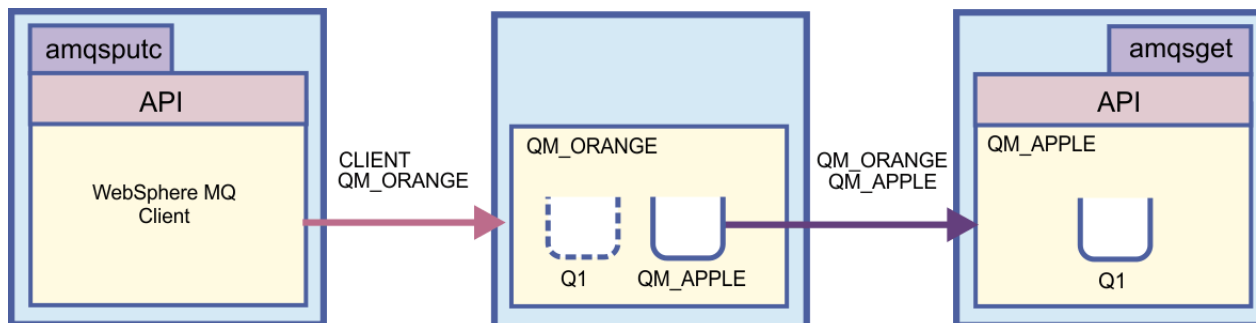 amqsputc
API
WebSphere MQ
Client
CLIENT
QM_ORANGE
QM_ORANGE
Q1
QM_APPLE
QM_ORANGE
QM_APPLE
amqsget
API
QM_APPLE
Q1